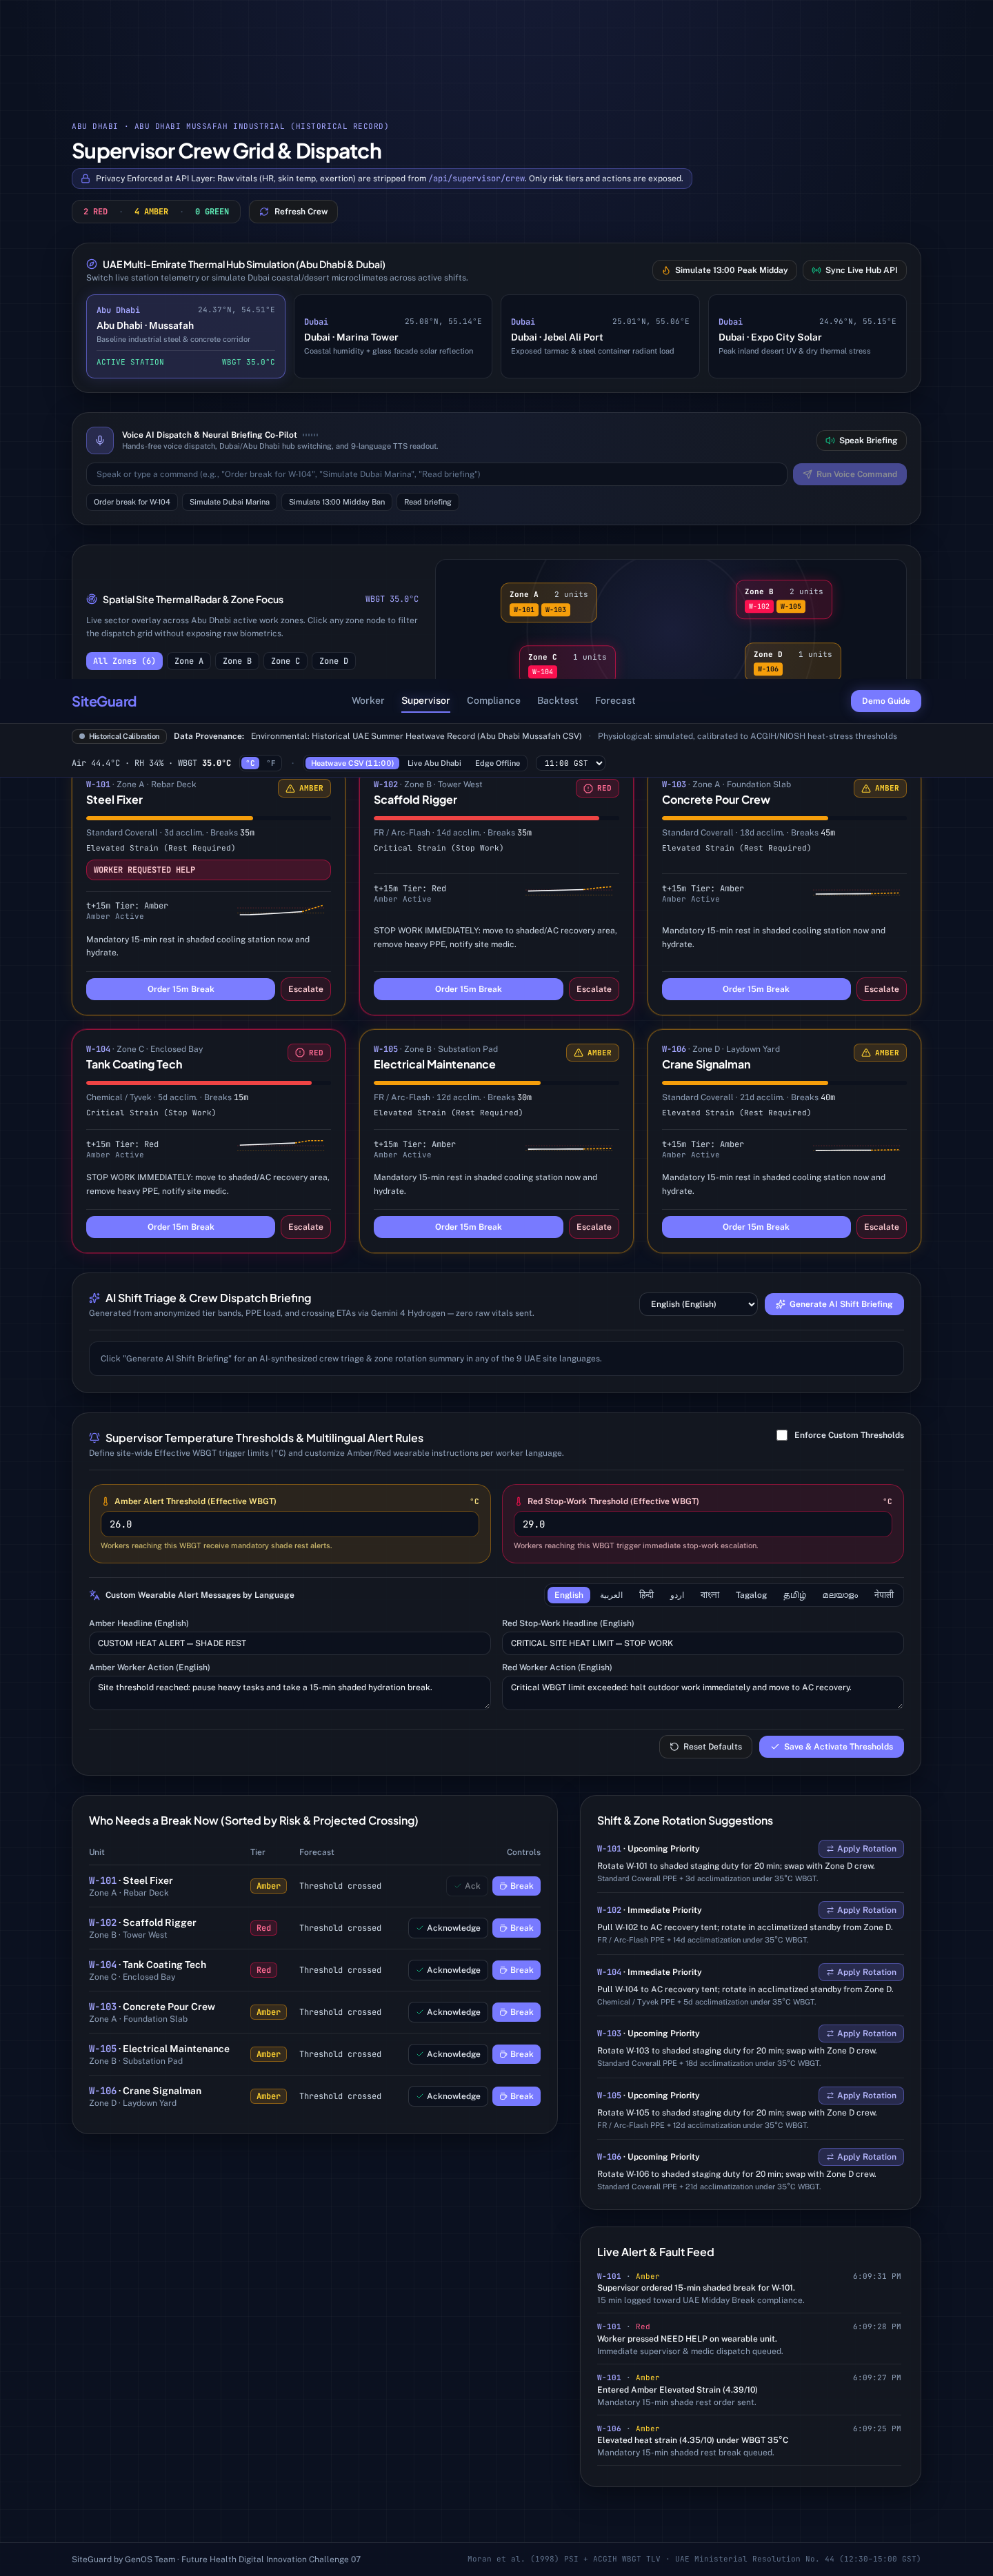 ABU DHABI · ABU DHABI MUSSAFAH INDUSTRIAL (HISTORICAL RECORD)
Supervisor Crew Grid & Dispatch
Privacy Enforced at API Layer: Raw vitals (HR, skin temp, exertion) are stripped from /api/supervisor/crew. Only risk tiers and actions are exposed.
2 RED · 4 AMBER · 0 GREEN
Refresh Crew
UAE Multi-Emirate Thermal Hub Simulation (Abu Dhabi & Dubai)
Switch live station telemetry or simulate Dubai coastal/desert microclimates across active shifts.
Simulate 13:00 Peak Midday
Sync Live Hub API
Abu Dhabi 24.37°N, 54.51°E
Abu Dhabi · Mussafah
Baseline industrial steel & concrete corridor
ACTIVE STATION WBGT 35.0°C
Dubai 25.08°N, 55.14°E
Dubai · Marina Tower
Coastal humidity + glass facade solar reflection
Dubai 25.01°N, 55.06°E
Dubai · Jebel Ali Port
Exposed tarmac & steel container radiant load
Dubai 24.96°N, 55.15°E
Dubai · Expo City Solar
Peak inland desert UV & dry thermal stress
Voice AI Dispatch & Neural Briefing Co-Pilot
Hands-free voice dispatch, Dubai/Abu Dhabi hub switching, and 9-language TTS readout.
Speak Briefing
Speak or type a command (e.g., "Order break for W-104", "Simulate Dubai Marina", "Read briefing")
Run Voice Command
Order break for W-104
Simulate Dubai Marina
Simulate 13:00 Midday Ban
Read briefing
Spatial Site Thermal Radar & Zone Focus WBGT 35.0°C
Live sector overlay across Abu Dhabi active work zones. Click any zone node to filter
the dispatch grid without exposing raw biometrics.
All Zones (6) Zone A Zone B Zone C Zone D
Zone A 2 units
W-101 W-103
Zone B 2 units
W-102 W-105
Zone C 1 units
W-104
Zone D 1 units
W-106
SiteGuard Worker Supervisor Compliance Backtest Forecast Demo Guide
Historical Calibration Data Provenance: Environmental: Historical UAE Summer Heatwave Record (Abu Dhabi Mussafah CSV) · Physiological: simulated, calibrated to ACGIH/NIOSH heat-stress thresholds
Air 44.4°C · RH 34% · WBGT 35.0°C °C °F · Heatwave CSV (11:00) Live Abu Dhabi Edge Offline 11:00 GST
W-101 · Zone A · Rebar Deck
AMBER
Steel Fixer
Standard Coverall · 3d acclim. · Breaks 35m
Elevated Strain (Rest Required)
WORKER REQUESTED HELP
t+15m Tier: Amber
Amber Active
Mandatory 15-min rest in shaded cooling station now and
hydrate.
Order 15m Break Escalate
W-102 · Zone B · Tower West
RED
Scaffold Rigger
FR / Arc-Flash · 14d acclim. · Breaks 35m
Critical Strain (Stop Work)
t+15m Tier: Red
Amber Active
STOP WORK IMMEDIATELY: move to shaded/AC recovery area,
remove heavy PPE, notify site medic.
Order 15m Break Escalate
W-103 · Zone A · Foundation Slab
AMBER
Concrete Pour Crew
Standard Coverall · 18d acclim. · Breaks 45m
Elevated Strain (Rest Required)
t+15m Tier: Amber
Amber Active
Mandatory 15-min rest in shaded cooling station now and
hydrate.
Order 15m Break Escalate
W-104 · Zone C · Enclosed Bay
RED
Tank Coating Tech
Chemical / Tyvek · 5d acclim. · Breaks 15m
Critical Strain (Stop Work)
t+15m Tier: Red
Amber Active
STOP WORK IMMEDIATELY: move to shaded/AC recovery area,
remove heavy PPE, notify site medic.
Order 15m Break Escalate
W-105 · Zone B · Substation Pad
AMBER
Electrical Maintenance
FR / Arc-Flash · 12d acclim. · Breaks 30m
Elevated Strain (Rest Required)
t+15m Tier: Amber
Amber Active
Mandatory 15-min rest in shaded cooling station now and
hydrate.
Order 15m Break Escalate
W-106 · Zone D · Laydown Yard
AMBER
Crane Signalman
Standard Coverall · 21d acclim. · Breaks 40m
Elevated Strain (Rest Required)
t+15m Tier: Amber
Amber Active
Mandatory 15-min rest in shaded cooling station now and
hydrate.
Order 15m Break Escalate
AI Shift Triage & Crew Dispatch Briefing
Generated from anonymized tier bands, PPE load, and crossing ETAs via Gemini 4 Hydrogen — zero raw vitals sent.
English (English)
Generate AI Shift Briefing
Click "Generate AI Shift Briefing" for an AI-synthesized crew triage & zone rotation summary in any of the 9 UAE site languages.
Supervisor Temperature Thresholds & Multilingual Alert Rules
Define site-wide Effective WBGT trigger limits (°C) and customize Amber/Red wearable instructions per worker language.
Enforce Custom Thresholds
Amber Alert Threshold (Effective WBGT) °C
26.0
Workers reaching this WBGT receive mandatory shade rest alerts.
Red Stop-Work Threshold (Effective WBGT) °C
29.0
Workers reaching this WBGT trigger immediate stop-work escalation.
Custom Wearable Alert Messages by Language
English العربية हिन्दी اردو বাংলা Tagalog தமிழ் മലയാളം नेपाली
Amber Headline (English)
CUSTOM HEAT ALERT — SHADE REST
Red Stop-Work Headline (English)
CRITICAL SITE HEAT LIMIT — STOP WORK
Amber Worker Action (English)
Site threshold reached: pause heavy tasks and take a 15-min shaded hydration break.
Red Worker Action (English)
Critical WBGT limit exceeded: halt outdoor work immediately and move to AC recovery.
Reset Defaults
Save & Activate Thresholds
Who Needs a Break Now (Sorted by Risk & Projected Crossing)
Unit Tier Forecast Controls
W-101 · Steel Fixer
Zone A · Rebar Deck
Amber Threshold crossed Ack Break
W-102 · Scaffold Rigger
Zone B · Tower West
Red Threshold crossed Acknowledge Break
W-104 · Tank Coating Tech
Zone C · Enclosed Bay
Red Threshold crossed Acknowledge Break
W-103 · Concrete Pour Crew
Zone A · Foundation Slab
Amber Threshold crossed Acknowledge Break
W-105 · Electrical Maintenance
Zone B · Substation Pad
Amber Threshold crossed Acknowledge Break
W-106 · Crane Signalman
Zone D · Laydown Yard
Amber Threshold crossed Acknowledge Break
Shift & Zone Rotation Suggestions
W-101 · Upcoming Priority Apply Rotation
Rotate W-101 to shaded staging duty for 20 min; swap with Zone D crew.
Standard Coverall PPE + 3d acclimatization under 35°C WBGT.
W-102 · Immediate Priority Apply Rotation
Pull W-102 to AC recovery tent; rotate in acclimatized standby from Zone D.
FR / Arc-Flash PPE + 14d acclimatization under 35°C WBGT.
W-104 · Immediate Priority Apply Rotation
Pull W-104 to AC recovery tent; rotate in acclimatized standby from Zone D.
Chemical / Tyvek PPE + 5d acclimatization under 35°C WBGT.
W-103 · Upcoming Priority Apply Rotation
Rotate W-103 to shaded staging duty for 20 min; swap with Zone D crew.
Standard Coverall PPE + 18d acclimatization under 35°C WBGT.
W-105 · Upcoming Priority Apply Rotation
Rotate W-105 to shaded staging duty for 20 min; swap with Zone D crew.
FR / Arc-Flash PPE + 12d acclimatization under 35°C WBGT.
W-106 · Upcoming Priority Apply Rotation
Rotate W-106 to shaded staging duty for 20 min; swap with Zone D crew.
Standard Coverall PPE + 21d acclimatization under 35°C WBGT.
Live Alert & Fault Feed
W-101 · Amber 6:09:31 PM
Supervisor ordered 15-min shaded break for W-101.
15 min logged toward UAE Midday Break compliance.
W-101 · Red 6:09:28 PM
Worker pressed NEED HELP on wearable unit.
Immediate supervisor & medic dispatch queued.
W-101 · Amber 6:09:27 PM
Entered Amber Elevated Strain (4.39/10)
Mandatory 15-min shade rest order sent.
W-106 · Amber 6:09:25 PM
Elevated heat strain (4.35/10) under WBGT 35°C
Mandatory 15-min shaded rest break queued.
SiteGuard by GenOS Team · Future Health Digital Innovation Challenge 07
Moran et al. (1998) PSI + ACGIH WBGT TLV · UAE Ministerial Resolution No. 44 (12:30–15:00 GST)